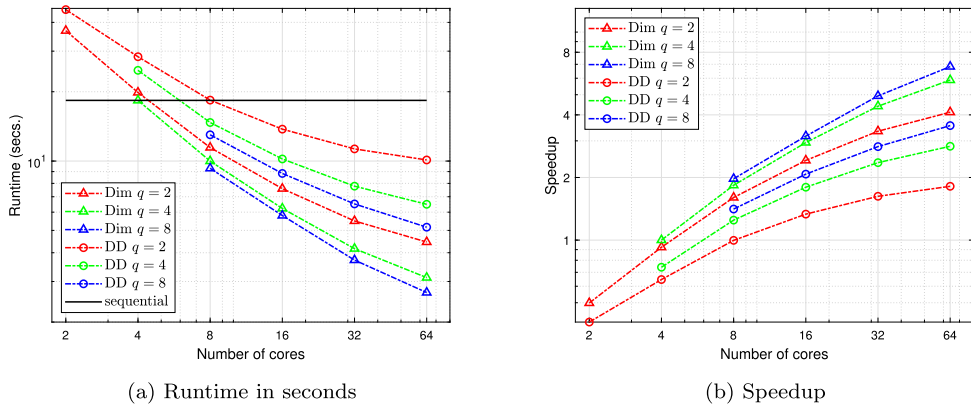 Runtime (secs.)
10^1
Dim q = 2
Dim q = 4
Dim q = 8
DD q = 2
DD q = 4
DD q = 8
sequential
2 4 8 16 32 64
Number of cores
(a) Runtime in seconds
Speedup
8
4
2
1
Dim q = 2
Dim q = 4
Dim q = 8
DD q = 2
DD q = 4
DD q = 8
2 4 8 16 32 64
Number of cores
(b) Speedup